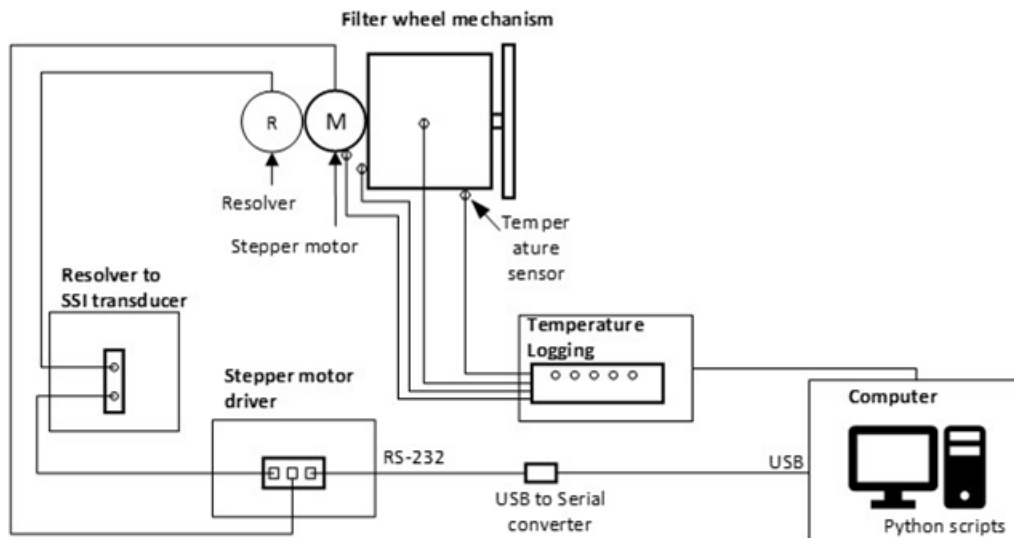 Filter wheel mechanism
R
M
Resolver
Stepper motor
Temper
ature
sensor
Resolver to
SSI transducer
Temperature
Logging
Stepper motor
driver
Computer
RS-232
USB
USB to Serial
converter
Python scripts